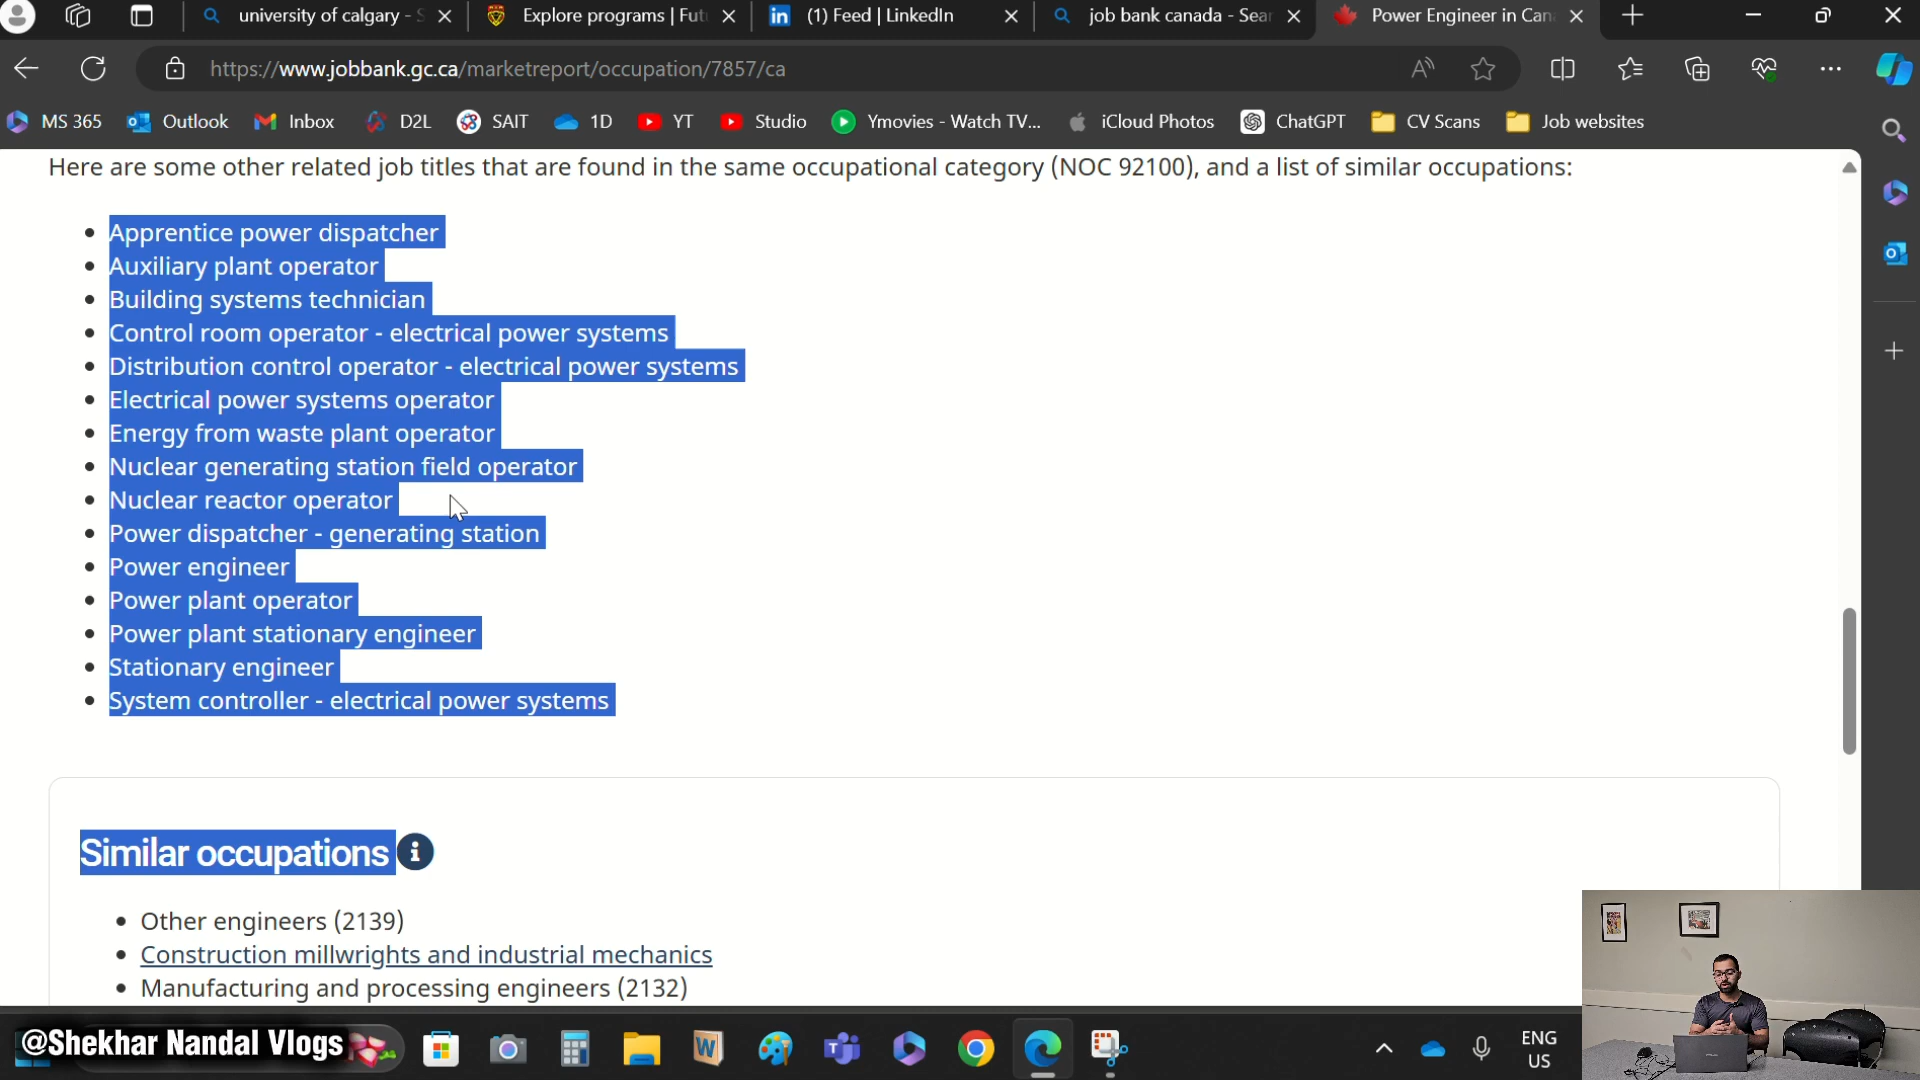 university of calgary - S
Explore programs | Futu
(1) Feed | LinkedIn
job bank canada - Sear
Power Engineer in Can
https://www.jobbank.gc.ca/marketreport/occupation/7857/ca
MS 365
Outlook
Inbox
D2L
SAIT
1D
YT
Studio
Ymovies - Watch TV...
iCloud Photos
ChatGPT
CV Scans
Job websites
Here are some other related job titles that are found in the same occupational category (NOC 92100), and a list of similar occupations:
Apprentice power dispatcher
Auxiliary plant operator
Building systems technician
Control room operator - electrical power systems
Distribution control operator - electrical power systems
Electrical power systems operator
Energy from waste plant operator
Nuclear generating station field operator
Nuclear reactor operator
Power dispatcher - generating station
Power engineer
Power plant operator
Power plant stationary engineer
Stationary engineer
System controller - electrical power systems
Similar occupations
Other engineers (2139)
Construction millwrights and industrial mechanics
Manufacturing and processing engineers (2132)
@Shekhar Nandal Vlogs
ENG
US